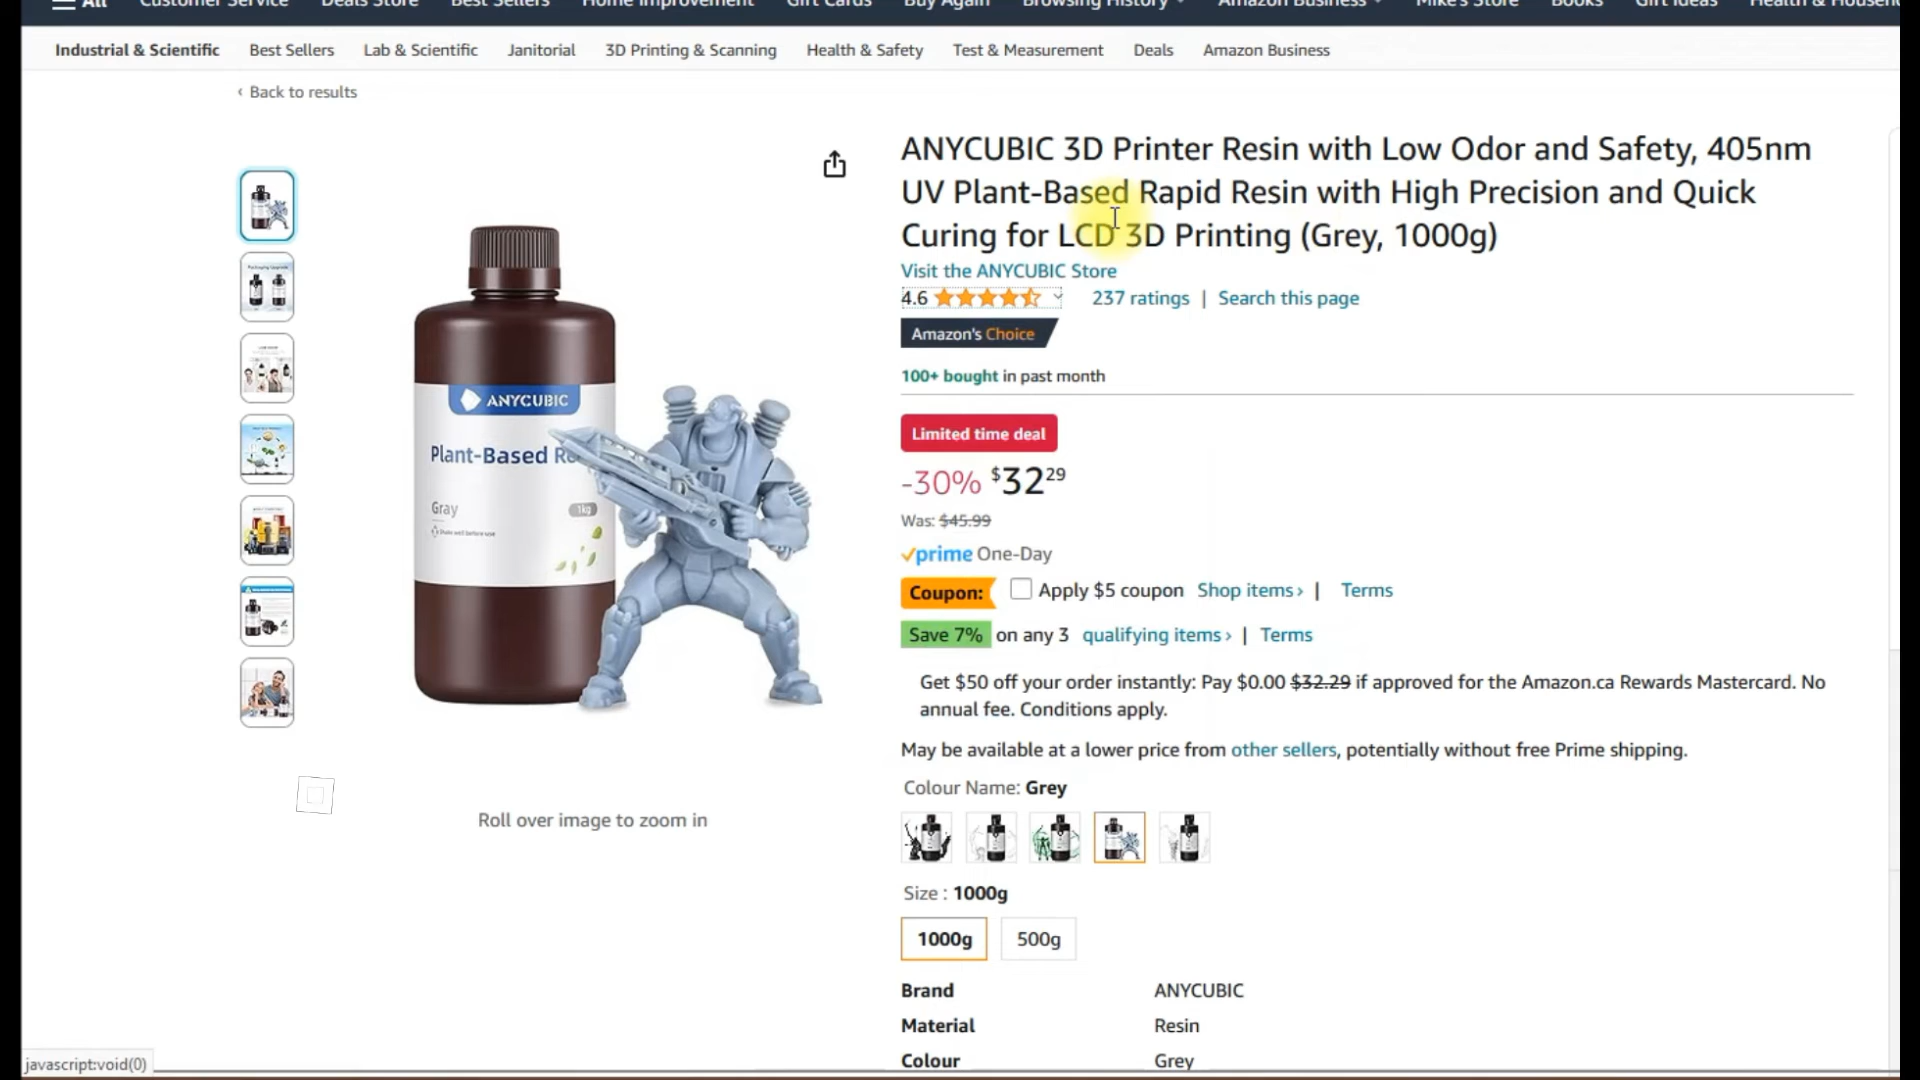 All Customer Service Deals Store Best Sellers Home Improvement Gift Cards Buy Again Browsing History Amazon Business Mike's Store Books Gift Ideas Health & Househ
Industrial & Scientific Best Sellers Lab & Scientific Janitorial 3D Printing & Scanning Health & Safety Test & Measurement Deals Amazon Business
‹ Back to results
ANYCUBIC
Plant-Based Re
Gray
1kg
Shake well before use
Roll over image to zoom in
ANYCUBIC 3D Printer Resin with Low Odor and Safety, 405nm
UV Plant-Based Rapid Resin with High Precision and Quick
Curing for LCD 3D Printing (Grey, 1000g)
Visit the ANYCUBIC Store
4.6 237 ratings | Search this page
Amazon's Choice
100+ bought in past month
Limited time deal
-30% $32 29
Was: $45.99
prime One-Day
Coupon: Apply $5 coupon Shop items › | Terms
Save 7% on any 3 qualifying items › | Terms
Get $50 off your order instantly: Pay $0.00 $32.29 if approved for the Amazon.ca Rewards Mastercard. No
annual fee. Conditions apply.
May be available at a lower price from other sellers, potentially without free Prime shipping.
Colour Name: Grey
Size : 1000g
1000g 500g
Brand ANYCUBIC
Material Resin
Colour Grey
javascript:void(0)